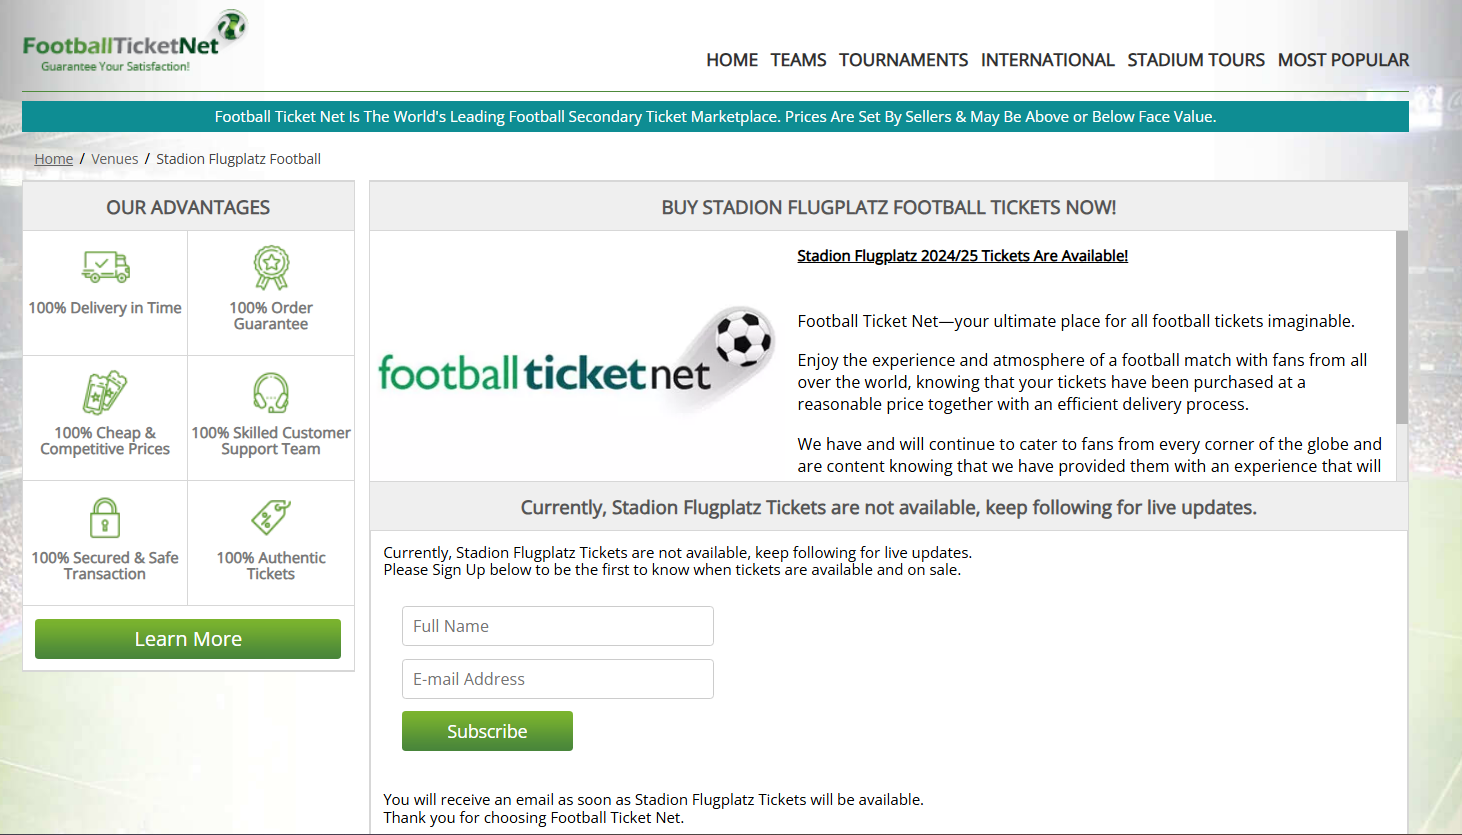 FootballTicketNet
Guarantee Your Satisfaction!
HOME TEAMS TOURNAMENTS INTERNATIONAL STADIUM TOURS MOST POPULAR
Football Ticket Net Is The World's Leading Football Secondary Ticket Marketplace. Prices Are Set By Sellers & May Be Above or Below Face Value.
Home / Venues / Stadion Flugplatz Football
OUR ADVANTAGES
100% Delivery in Time
100% Order
Guarantee
100% Cheap &
Competitive Prices
100% Skilled Customer
Support Team
100% Secured & Safe
Transaction
100% Authentic
Tickets
Learn More
BUY STADION FLUGPLATZ FOOTBALL TICKETS NOW!
footballticketnet
Stadion Flugplatz 2024/25 Tickets Are Available!
Football Ticket Net—your ultimate place for all football tickets imaginable.
Enjoy the experience and atmosphere of a football match with fans from all
over the world, knowing that your tickets have been purchased at a
reasonable price together with an efficient delivery process.
We have and will continue to cater to fans from every corner of the globe and
are content knowing that we have provided them with an experience that will
Currently, Stadion Flugplatz Tickets are not available, keep following for live updates.
Currently, Stadion Flugplatz Tickets are not available, keep following for live updates.
Please Sign Up below to be the first to know when tickets are available and on sale.
Full Name
E-mail Address
Subscribe
You will receive an email as soon as Stadion Flugplatz Tickets will be available.
Thank you for choosing Football Ticket Net.